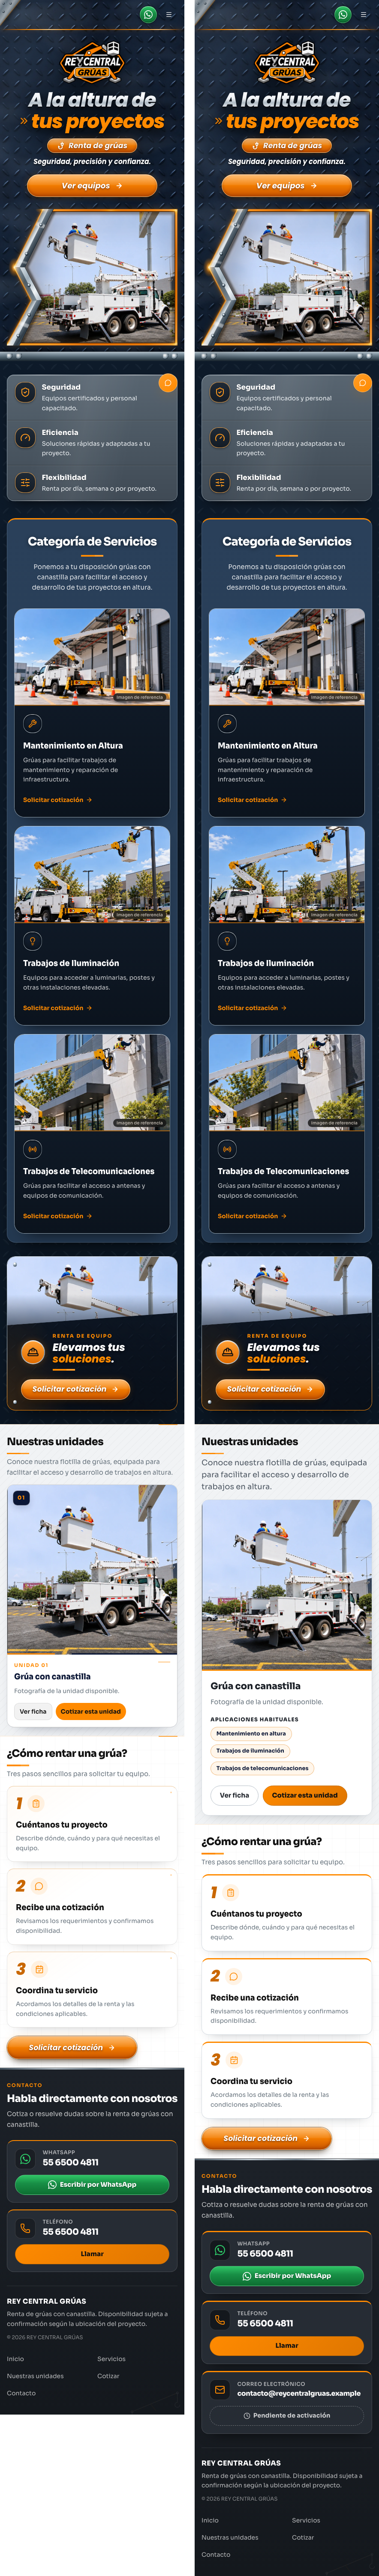 REY CENTRAL
GRÚAS
A la altura de
» tus proyectos
Renta de grúas
Seguridad, precisión y confianza.
Ver equipos →
Seguridad
Equipos certificados y personal
capacitado.
Eficiencia
Soluciones rápidas y adaptadas a tu
proyecto.
Flexibilidad
Renta por día, semana o por proyecto.
Categoría de Servicios
Ponemos a tu disposición grúas con
canastilla para facilitar el acceso y
desarrollo de tus proyectos en altura.
Imagen de referencia
Mantenimiento en Altura
Grúas para facilitar trabajos de
mantenimiento y reparación de
infraestructura.
Solicitar cotización →
Imagen de referencia
Trabajos de Iluminación
Equipos para acceder a luminarias, postes y
otras instalaciones elevadas.
Solicitar cotización →
Imagen de referencia
Trabajos de Telecomunicaciones
Grúas para facilitar el acceso a antenas y
equipos de comunicación.
Solicitar cotización →
RENTA DE EQUIPO
Elevamos tus
soluciones.
Solicitar cotización →
Nuestras unidades
Conoce nuestra flotilla de grúas, equipada para
facilitar el acceso y desarrollo de trabajos en altura.
01
UNIDAD 01
Grúa con canastilla
Fotografía de la unidad disponible.
Ver ficha
Cotizar esta unidad
¿Cómo rentar una grúa?
Tres pasos sencillos para solicitar tu equipo.
1
Cuéntanos tu proyecto
Describe dónde, cuándo y para qué necesitas el
equipo.
2
Recibe una cotización
Revisamos los requerimientos y confirmamos
disponibilidad.
3
Coordina tu servicio
Acordamos los detalles de la renta y las
condiciones aplicables.
Solicitar cotización →
CONTACTO
Habla directamente con nosotros
Cotiza o resuelve dudas sobre la renta de grúas con
canastilla.
WHATSAPP
55 6500 4811
Escribir por WhatsApp
TELÉFONO
55 6500 4811
Llamar
REY CENTRAL GRÚAS
Renta de grúas con canastilla. Disponibilidad sujeta a
confirmación según la ubicación del proyecto.
© 2026 REY CENTRAL GRÚAS
Inicio
Servicios
Nuestras unidades
Cotizar
Contacto
REY CENTRAL
GRÚAS
A la altura de
» tus proyectos
Renta de grúas
Seguridad, precisión y confianza.
Ver equipos →
Seguridad
Equipos certificados y personal
capacitado.
Eficiencia
Soluciones rápidas y adaptadas a tu
proyecto.
Flexibilidad
Renta por día, semana o por proyecto.
Categoría de Servicios
Ponemos a tu disposición grúas con
canastilla para facilitar el acceso y
desarrollo de tus proyectos en altura.
Imagen de referencia
Mantenimiento en Altura
Grúas para facilitar trabajos de
mantenimiento y reparación de
infraestructura.
Solicitar cotización →
Imagen de referencia
Trabajos de Iluminación
Equipos para acceder a luminarias, postes y
otras instalaciones elevadas.
Solicitar cotización →
Imagen de referencia
Trabajos de Telecomunicaciones
Grúas para facilitar el acceso a antenas y
equipos de comunicación.
Solicitar cotización →
RENTA DE EQUIPO
Elevamos tus
soluciones.
Solicitar cotización →
Nuestras unidades
Conoce nuestra flotilla de grúas, equipada
para facilitar el acceso y desarrollo de
trabajos en altura.
Grúa con canastilla
Fotografía de la unidad disponible.
APLICACIONES HABITUALES
Mantenimiento en altura
Trabajos de iluminación
Trabajos de telecomunicaciones
Ver ficha
Cotizar esta unidad
¿Cómo rentar una grúa?
Tres pasos sencillos para solicitar tu equipo.
1
Cuéntanos tu proyecto
Describe dónde, cuándo y para qué necesitas el
equipo.
2
Recibe una cotización
Revisamos los requerimientos y confirmamos
disponibilidad.
3
Coordina tu servicio
Acordamos los detalles de la renta y las
condiciones aplicables.
Solicitar cotización →
CONTACTO
Habla directamente con nosotros
Cotiza o resuelve dudas sobre la renta de grúas con
canastilla.
WHATSAPP
55 6500 4811
Escribir por WhatsApp
TELÉFONO
55 6500 4811
Llamar
CORREO ELECTRÓNICO
contacto@reycentralgruas.example
Pendiente de activación
REY CENTRAL GRÚAS
Renta de grúas con canastilla. Disponibilidad sujeta a
confirmación según la ubicación del proyecto.
© 2026 REY CENTRAL GRÚAS
Inicio
Servicios
Nuestras unidades
Cotizar
Contacto